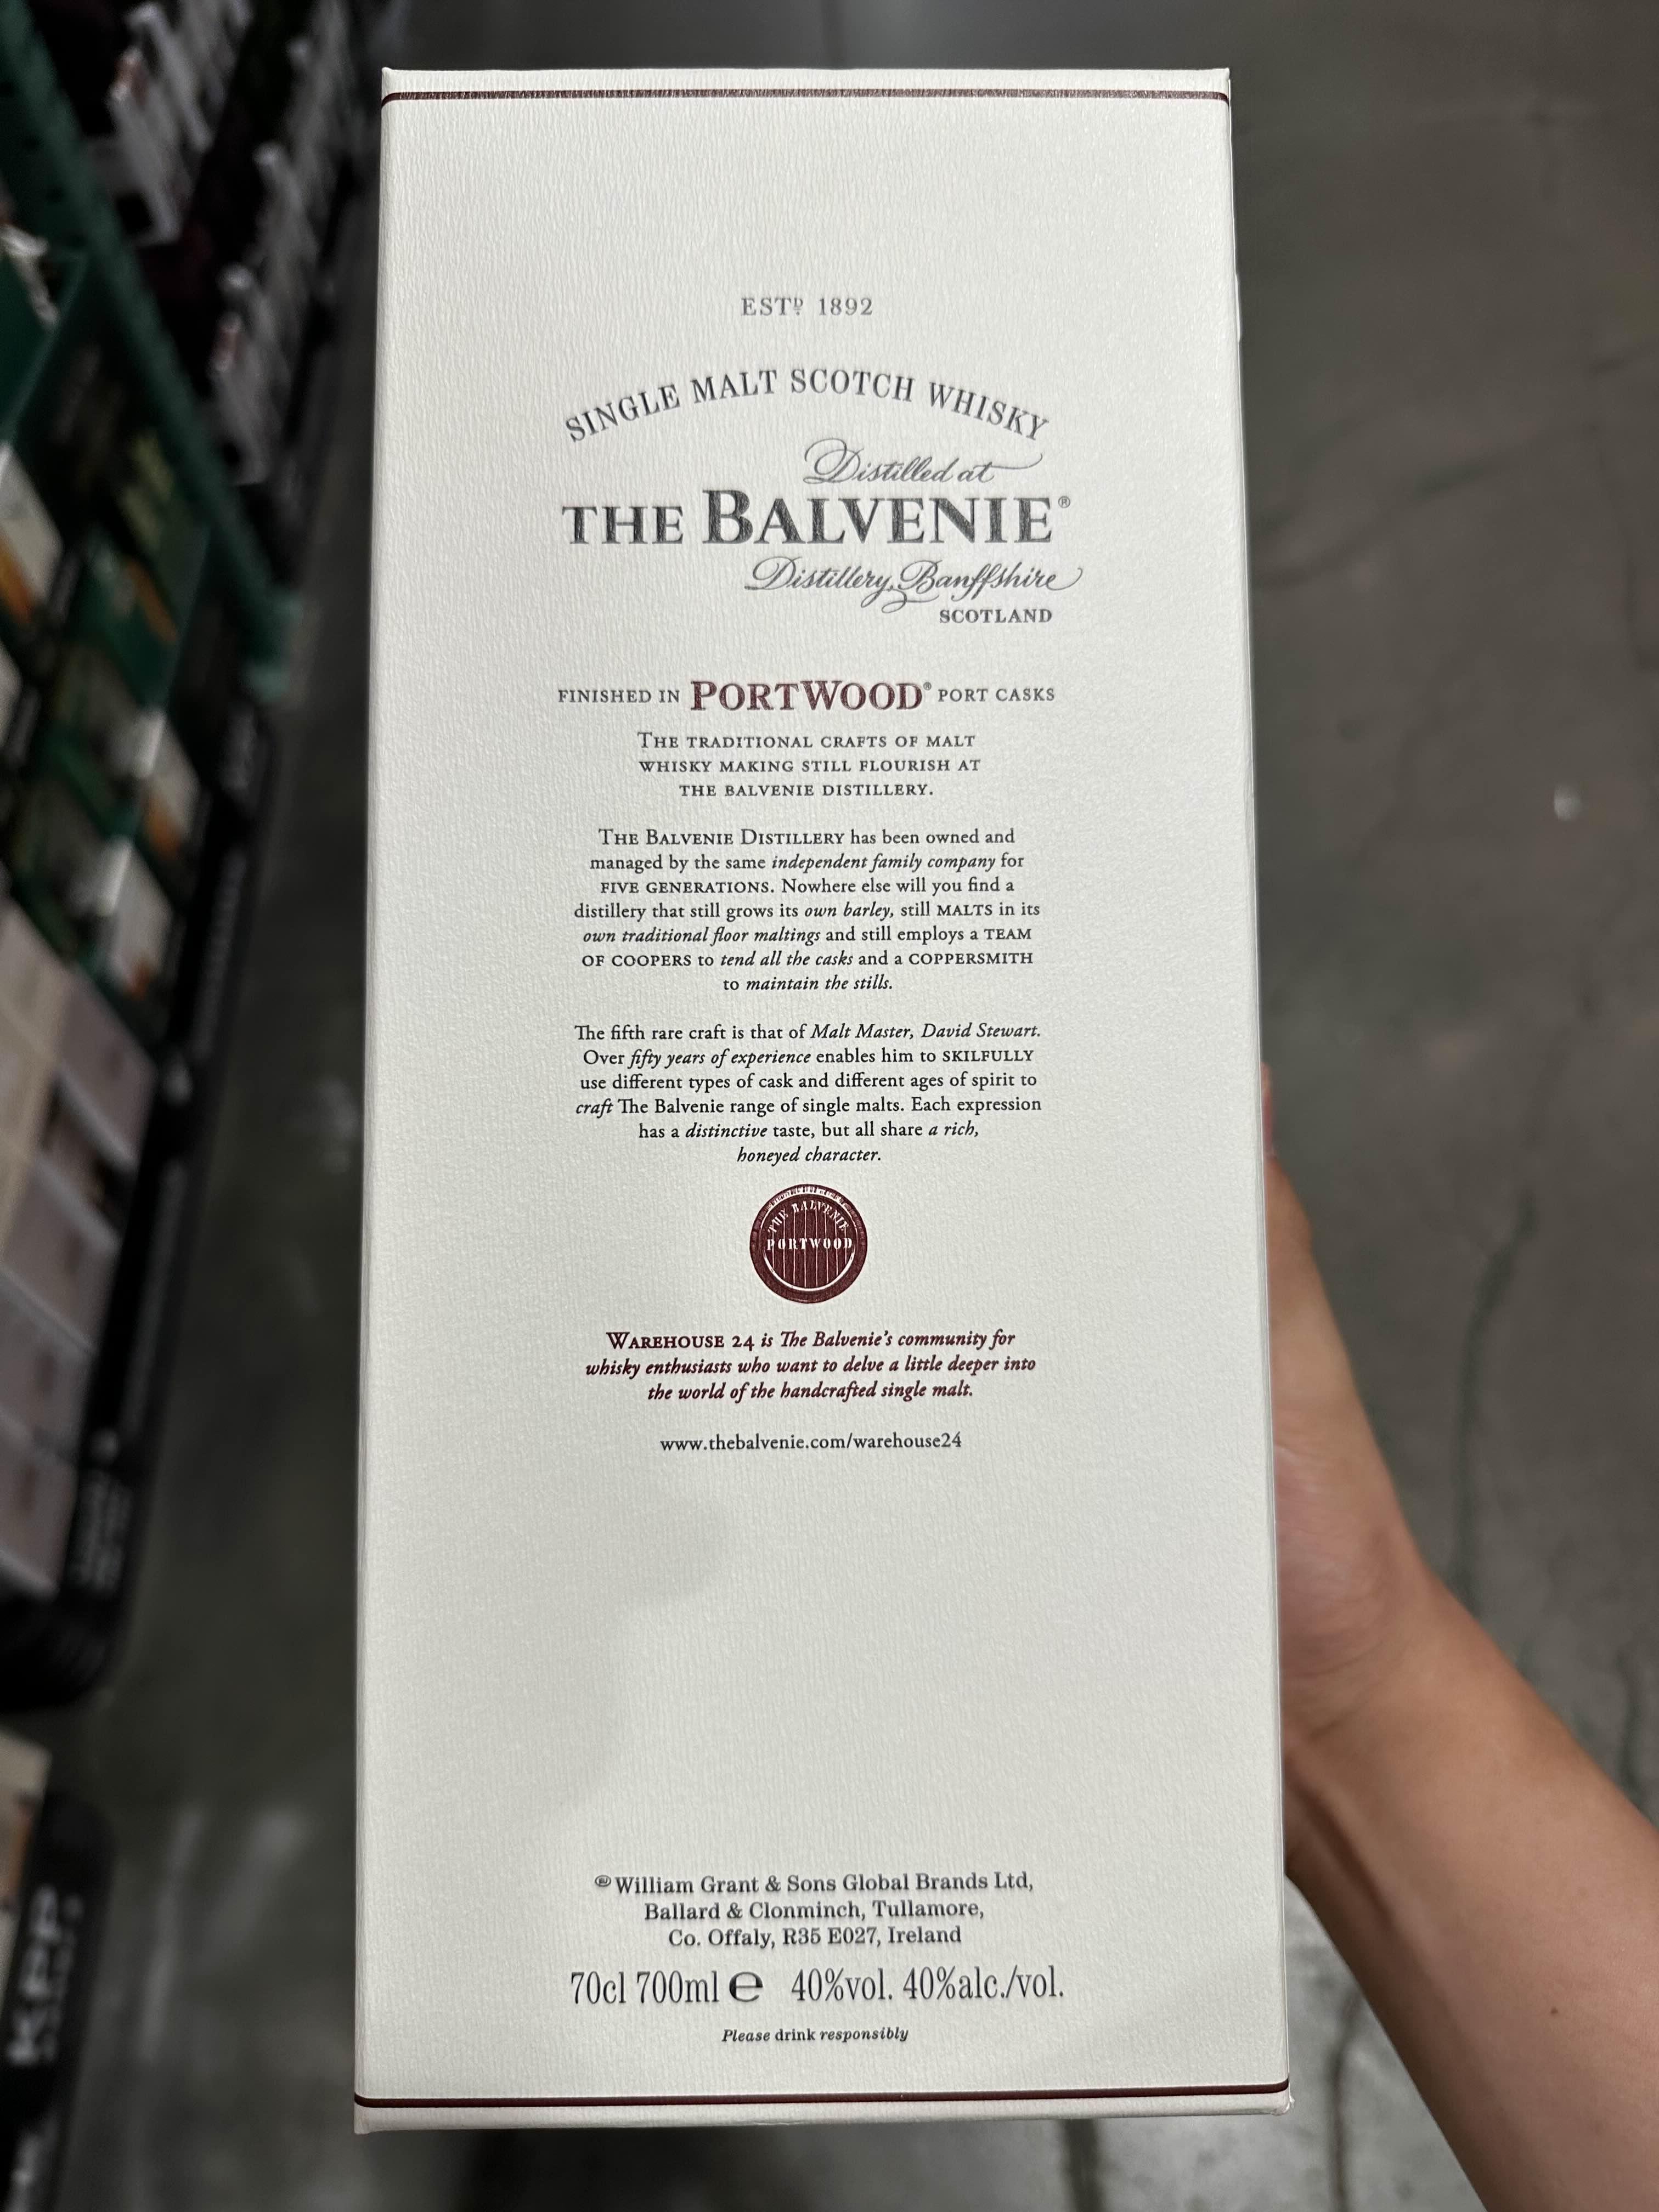 ESTD 1892
SINGLE MALT SCOTCH WHISKY
Distilled at
THE BALVENIE®
Distillery, Banffshire
SCOTLAND
FINISHED IN PORTWOOD® PORT CASKS
THE TRADITIONAL CRAFTS OF MALT
WHISKY MAKING STILL FLOURISH AT
THE BALVENIE DISTILLERY.
THE BALVENIE DISTILLERY has been owned and
managed by the same independent family company for
FIVE GENERATIONS. Nowhere else will you find a
distillery that still grows its own barley, still MALTS in its
own traditional floor maltings and still employs a TEAM
OF COOPERS to tend all the casks and a COPPERSMITH
to maintain the stills.
The fifth rare craft is that of Malt Master, David Stewart.
Over fifty years of experience enables him to SKILFULLY
use different types of cask and different ages of spirit to
craft The Balvenie range of single malts. Each expression
has a distinctive taste, but all share a rich,
honeyed character.
THE BALVENIE
PORTWOOD
WAREHOUSE 24 is The Balvenie's community for
whisky enthusiasts who want to delve a little deeper into
the world of the handcrafted single malt.
www.thebalvenie.com/warehouse24
William Grant & Sons Global Brands Ltd,
Ballard & Clonminch, Tullamore,
Co. Offaly, R35 E027, Ireland
70cl 700ml e 40%vol. 40%alc./vol.
Please drink responsibly